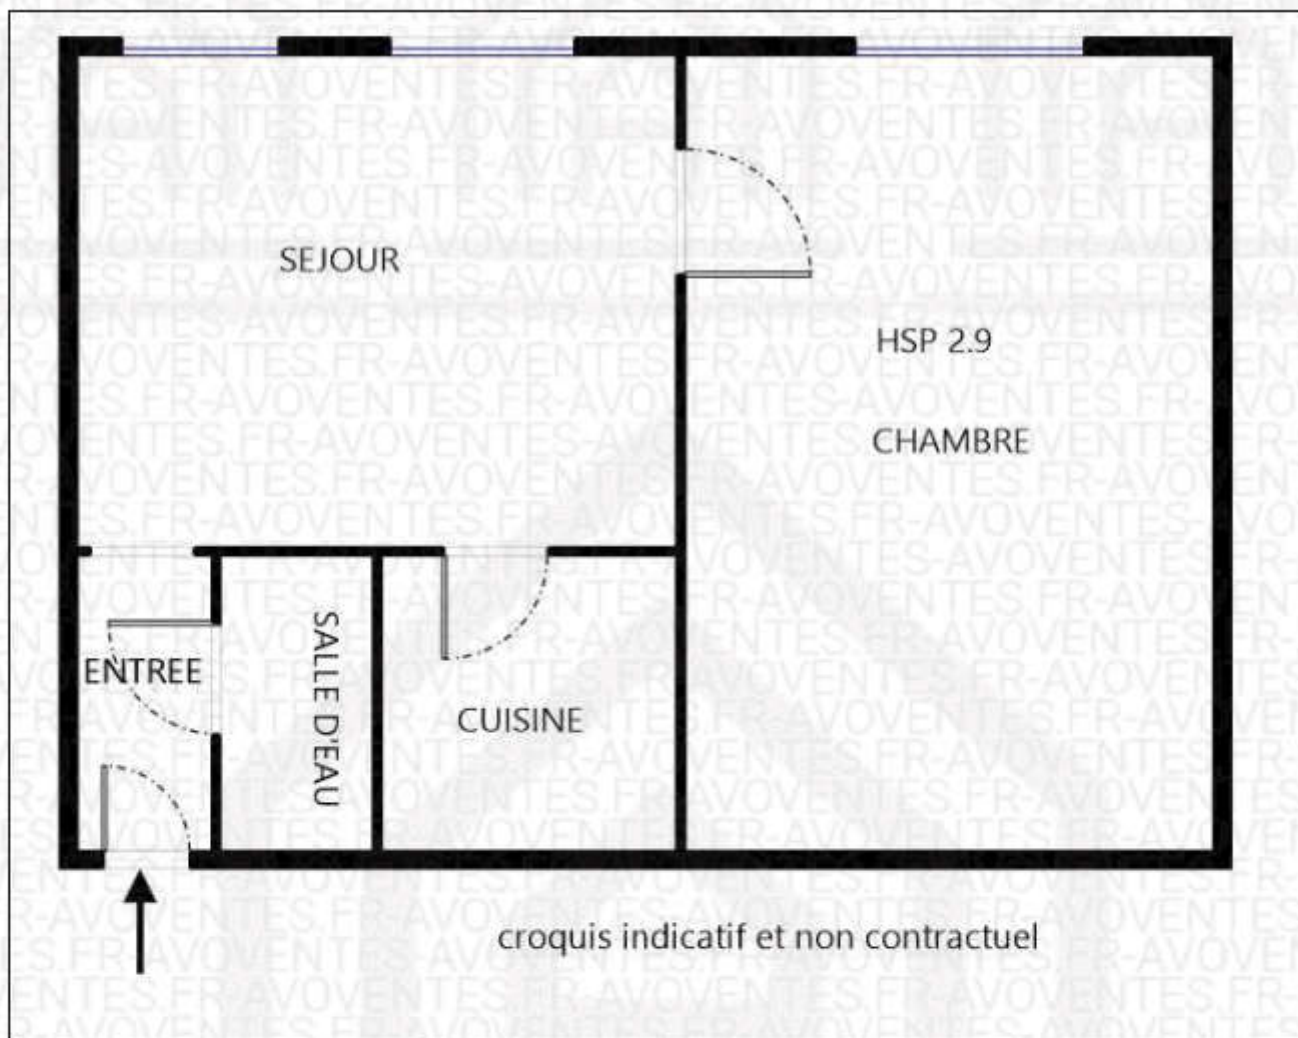 SEJOUR
HSP 2.9
CHAMBRE
ENTREE
SALLE D'EAU
CUISINE
croquis indicatif et non contractuel